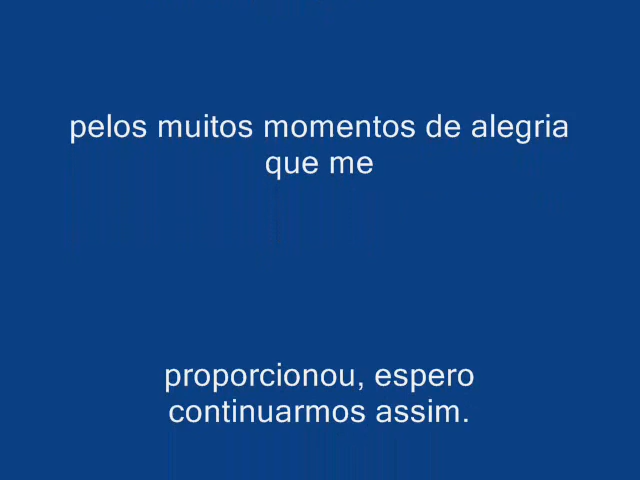 pelos muitos momentos de alegria
que me
proporcionou, espero
continuarmos assim.